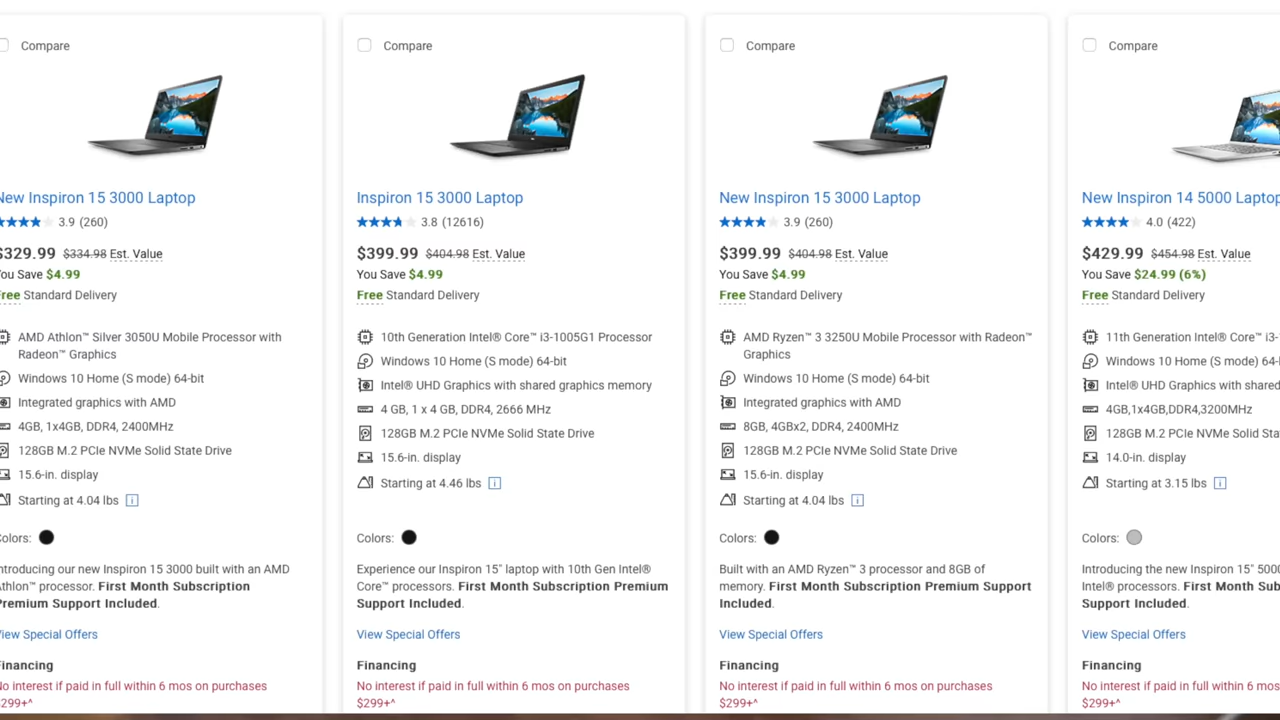 Compare
New Inspiron 15 3000 Laptop
3.9 (260)
$329.99 $334.98 Est. Value
You Save $4.99
Free Standard Delivery
AMD Athlon™ Silver 3050U Mobile Processor with
Radeon™ Graphics
Windows 10 Home (S mode) 64-bit
Integrated graphics with AMD
4GB, 1x4GB, DDR4, 2400MHz
128GB M.2 PCIe NVMe Solid State Drive
15.6-in. display
Starting at 4.04 lbs
Colors:
Introducing our new Inspiron 15 3000 built with an AMD
Athlon™ processor. First Month Subscription
Premium Support Included.
View Special Offers
Financing
No interest if paid in full within 6 mos on purchases
$299+^
Compare
Inspiron 15 3000 Laptop
3.8 (12616)
$399.99 $404.98 Est. Value
You Save $4.99
Free Standard Delivery
10th Generation Intel® Core™ i3-1005G1 Processor
Windows 10 Home (S mode) 64-bit
Intel® UHD Graphics with shared graphics memory
4 GB, 1 x 4 GB, DDR4, 2666 MHz
128GB M.2 PCIe NVMe Solid State Drive
15.6-in. display
Starting at 4.46 lbs
Colors:
Experience our Inspiron 15" laptop with 10th Gen Intel®
Core™ processors. First Month Subscription Premium
Support Included.
View Special Offers
Financing
No interest if paid in full within 6 mos on purchases
$299+^
Compare
New Inspiron 15 3000 Laptop
3.9 (260)
$399.99 $404.98 Est. Value
You Save $4.99
Free Standard Delivery
AMD Ryzen™ 3 3250U Mobile Processor with Radeon™
Graphics
Windows 10 Home (S mode) 64-bit
Integrated graphics with AMD
8GB, 4GBx2, DDR4, 2400MHz
128GB M.2 PCIe NVMe Solid State Drive
15.6-in. display
Starting at 4.04 lbs
Colors:
Built with an AMD Ryzen™ 3 processor and 8GB of
memory. First Month Subscription Premium Support
Included.
View Special Offers
Financing
No interest if paid in full within 6 mos on purchases
$299+^
Compare
New Inspiron 14 5000 Laptop
4.0 (422)
$429.99 $454.98 Est. Value
You Save $24.99 (6%)
Free Standard Delivery
11th Generation Intel® Core™ i3-
Windows 10 Home (S mode) 64-
Intel® UHD Graphics with shared
4GB,1x4GB,DDR4,3200MHz
128GB M.2 PCIe NVMe Solid Sta
14.0-in. display
Starting at 3.15 lbs
Colors:
Introducing the new Inspiron 15" 5000
Intel® processors. First Month Sub
Support Included.
View Special Offers
Financing
No interest if paid in full within 6 mos
$299+^